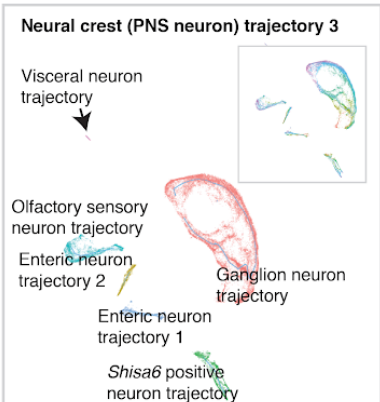 Neural crest (PNS neuron) trajectory 3
Visceral neuron
trajectory
Olfactory sensory
neuron trajectory
Enteric neuron
trajectory 2
Ganglion neuron
trajectory
Enteric neuron
trajectory 1
Shisa6 positive
neuron trajectory